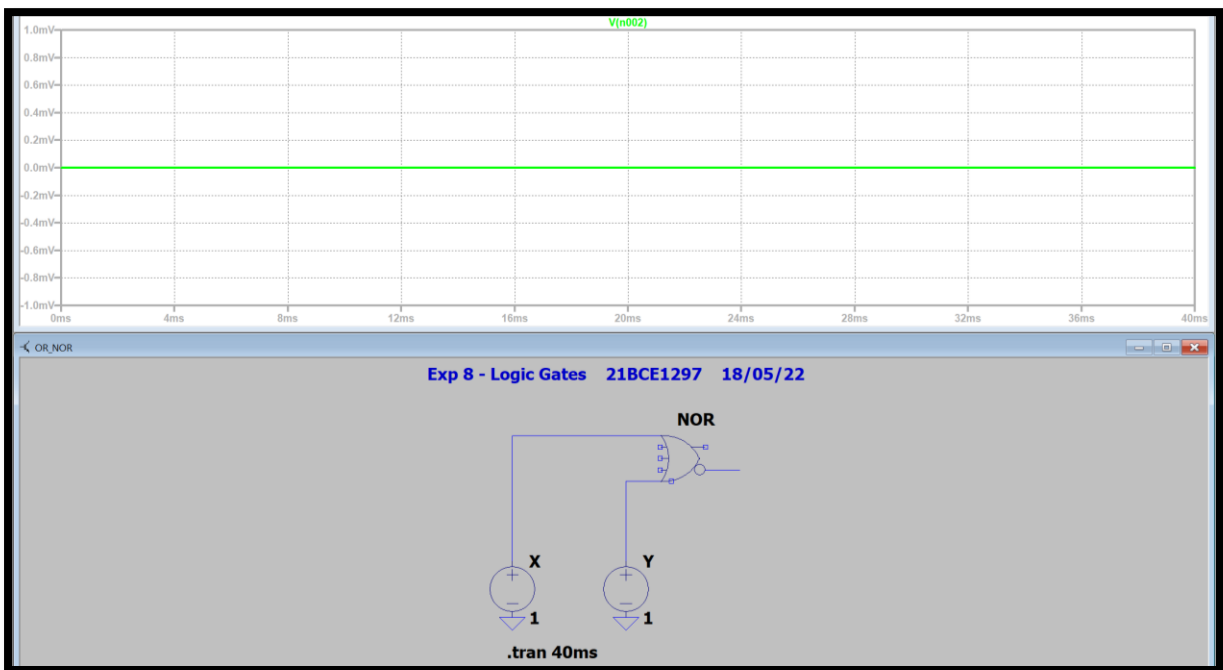 V(n002)
1.0mV
0.8mV
0.6mV
0.4mV
0.2mV
0.0mV
-0.2mV
-0.4mV
-0.6mV
-0.8mV
-1.0mV
0ms 4ms 8ms 12ms 16ms 20ms 24ms 28ms 32ms 36ms 40ms
OR_NOR
Exp 8 - Logic Gates 21BCE1297 18/05/22
NOR
X Y
1 1
.tran 40ms